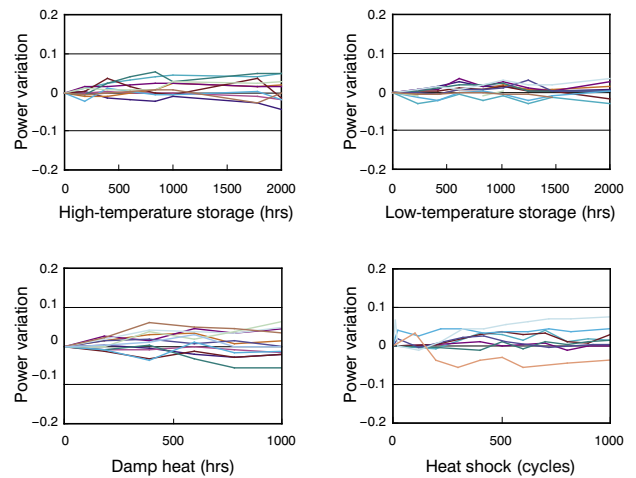 0.2
0.1
0
−0.1
−0.2
Power variation
0 500 1000 1500 2000
High-temperature storage (hrs)
0.2
0.1
0
−0.1
−0.2
Power variation
0 500 1000 1500 2000
Low-temperature storage (hrs)
0.2
0.1
0
−0.1
−0.2
Power variation
0 500 1000
Damp heat (hrs)
0.2
0.1
0
−0.1
−0.2
Power variation
0 500 1000
Heat shock (cycles)